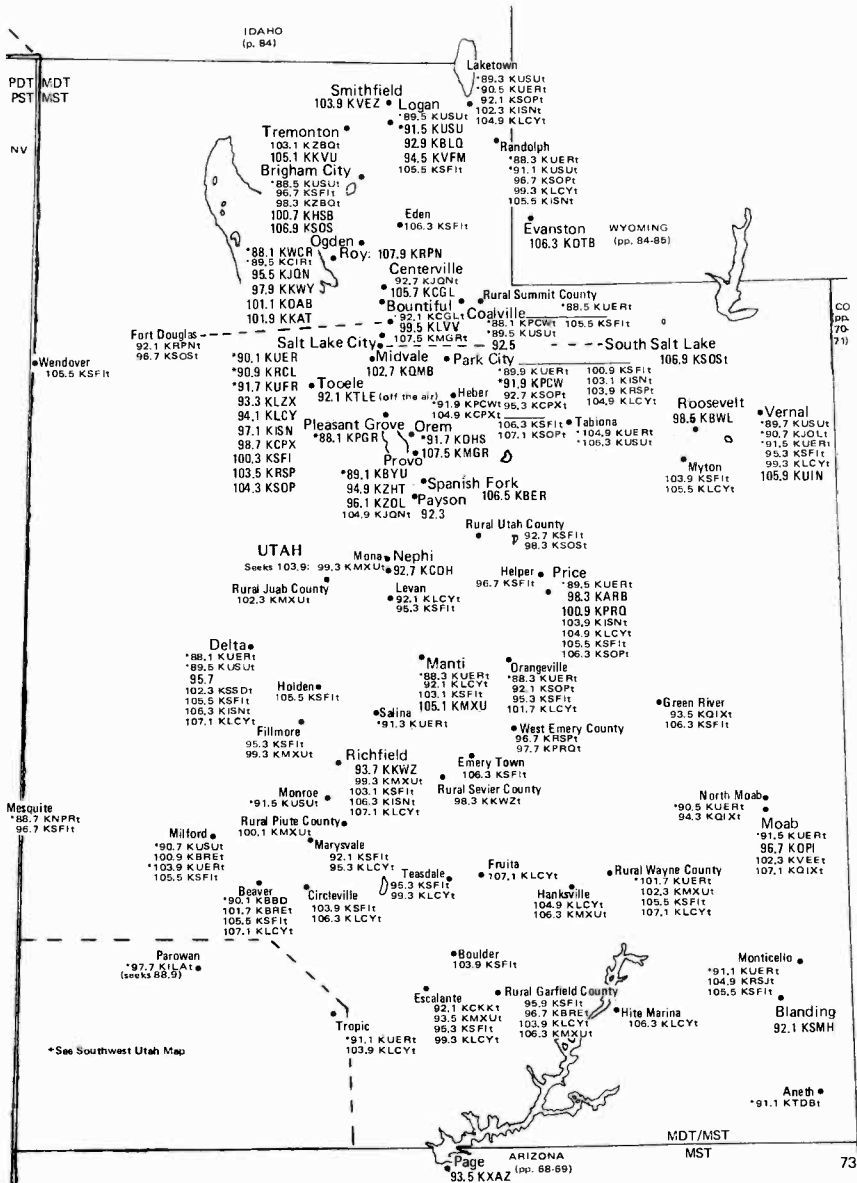 IDAHO
(p. 84)
PDT MDT
PST MST
NV
Laketown
*89.3 KUSUt
*90.5 KUERt
92.1 KSOPt
102.3 KISNt
104.9 KLCYt
Smithfield
103.9 KVEZ
Logan
*89.5 KUSUt
*91.5 KUSU
92.9 KBLQ
94.5 KVFM
105.5 KSFIt
Tremonton
103.1 KZBQt
105.1 KKVU
Randolph
*88.3 KUERt
*91.1 KUSUt
96.7 KSOPt
99.3 KLCYt
105.5 KISNt
Brigham City
*88.5 KUSUt
96.7 KSFIt
98.3 KZBQt
100.7 KHSB
106.9 KSOS
Eden
106.3 KSFIt
Evanston
106.3 KOTB
WYOMING
(pp. 84-85)
Ogden
*88.1 KWCR
*89.5 KCIRt
95.5 KJQN
97.9 KKWY
101.1 KOAB
101.9 KKAT
Roy: 107.9 KRPN
Centerville
92.7 KJQNt
105.7 KCGL
Rural Summit County
*88.5 KUERt
Bountiful
92.1 KCGLt
99.5 KLVV
107.5 KMGRt
Coalville
*88.1 KPCWt 105.5 KSFIt
*89.5 KUSUt
CO
pp.
70-
71)
Fort Douglas
92.1 KRPNt
96.7 KSOSt
Salt Lake City
92.5
South Salt Lake
106.9 KSOSt
Wendover
105.5 KSFIt
*90.1 KUER
*90.9 KRCL
*91.7 KUFR
93.3 KLZX
94.1 KLCY
97.1 KISN
98.7 KCPX
100.3 KSFI
103.5 KRSP
104.3 KSOP
Midvale
102.7 KQMB
Park City
*89.9 KUERt 100.9 KSFIt
*91.9 KPCW 103.1 KISNt
92.7 KSOPt 103.9 KRSPt
95.3 KCPXt 104.9 KLCYt
Tooele
92.1 KTLE (off the air)
Heber
*91.9 KPCWt
104.9 KCPXt
106.3 KSFIt
107.1 KSOPt
Tabiona
*104.9 KUERt
*106.3 KUSUt
Roosevelt
98.5 KBWL
Vernal
*89.7 KUSUt
*90.7 KJOLt
*91.5 KUERt
95.3 KSFIt
99.3 KLCYt
105.9 KUIN
Pleasant Grove
*88.1 KPGR
Orem
*91.7 KOHS
107.5 KMGR
Myton
103.9 KSFIt
105.5 KLCYt
Provo
*89.1 KBYU
94.9 KZHT
96.1 KZOL
104.9 KJQNt
Spanish Fork
106.5 KBER
Payson
92.3
Rural Utah County
92.7 KSFIt
98.3 KSOSt
UTAH
Mona
Seeks 103.9: 99.3 KMXUt
Nephi
92.7 KCDH
Rural Juab County
102.3 KMXUt
Levan
92.1 KLCYt
95.3 KSFIt
Helper
96.7 KSFIt
Price
*89.5 KUERt
98.3 KARB
100.9 KPRQ
103.9 KISNt
104.9 KLCYt
105.5 KSFIt
106.3 KSOPt
Delta
*88.1 KUERt
*89.5 KUSUt
95.7
102.3 KSSDt
105.5 KSFIt
106.3 KISNt
107.1 KLCYt
Holden
105.5 KSFIt
Manti
*88.3 KUERt
92.1 KLCYt
103.1 KSFIt
105.1 KMXU
Orangeville
*88.3 KUERt
92.1 KSOPt
95.3 KSFIt
101.7 KLCYt
Green River
93.5 KQIXt
106.3 KSFIt
Salina
*91.3 KUERt
Fillmore
95.3 KSFIt
99.3 KMXUt
West Emery County
96.7 KRSPt
97.7 KPRQt
Richfield
93.7 KKWZ
99.3 KMXUt
103.1 KSFIt
106.3 KISNt
107.1 KLCYt
Emery Town
106.3 KSFIt
Rural Sevier County
98.3 KKWZt
Monroe
*91.5 KUSUt
North Moab
*90.5 KUERt
94.3 KQIXt
Mesquite
*88.7 KNPRt
96.7 KSFIt
Rural Piute County
100.1 KMXUt
Moab
*91.5 KUERt
96.7 KOPI
102.3 KVEEt
107.1 KQIXt
Milford
*90.7 KUSUt
100.9 KBREt
*103.9 KUERt
105.5 KSFIt
Marysvale
92.1 KSFIt
95.3 KLCYt
Teasdale
95.3 KSFIt
99.3 KLCYt
Fruita
107.1 KLCYt
Rural Wayne County
*101.7 KUERt
102.3 KMXUt
105.5 KSFIt
107.1 KLCYt
Beaver
*90.1 KBBD
101.7 KBREt
105.5 KSFIt
107.1 KLCYt
Circleville
103.9 KSFIt
106.3 KLCYt
Hanksville
104.9 KLCYt
106.3 KMXUt
Parowan
*97.7 KILAt
(seeks 88.9)
Boulder
103.9 KSFIt
Monticello
*91.1 KUERt
104.9 KRSJt
105.5 KSFIt
Escalante
92.1 KCKKt
93.5 KMXUt
95.3 KSFIt
99.3 KLCYt
Rural Garfield County
95.9 KSFIt
96.7 KBREt
103.9 KLCYt
106.3 KMXUt
Hite Marina
106.3 KLCYt
Blanding
92.1 KSMH
Tropic
*91.1 KUERt
103.9 KLCYt
*See Southwest Utah Map
Aneth
*91.1 KTDBt
MDT/MST
MST
Page
93.5 KXAZ
ARIZONA
(pp. 68-69)
73